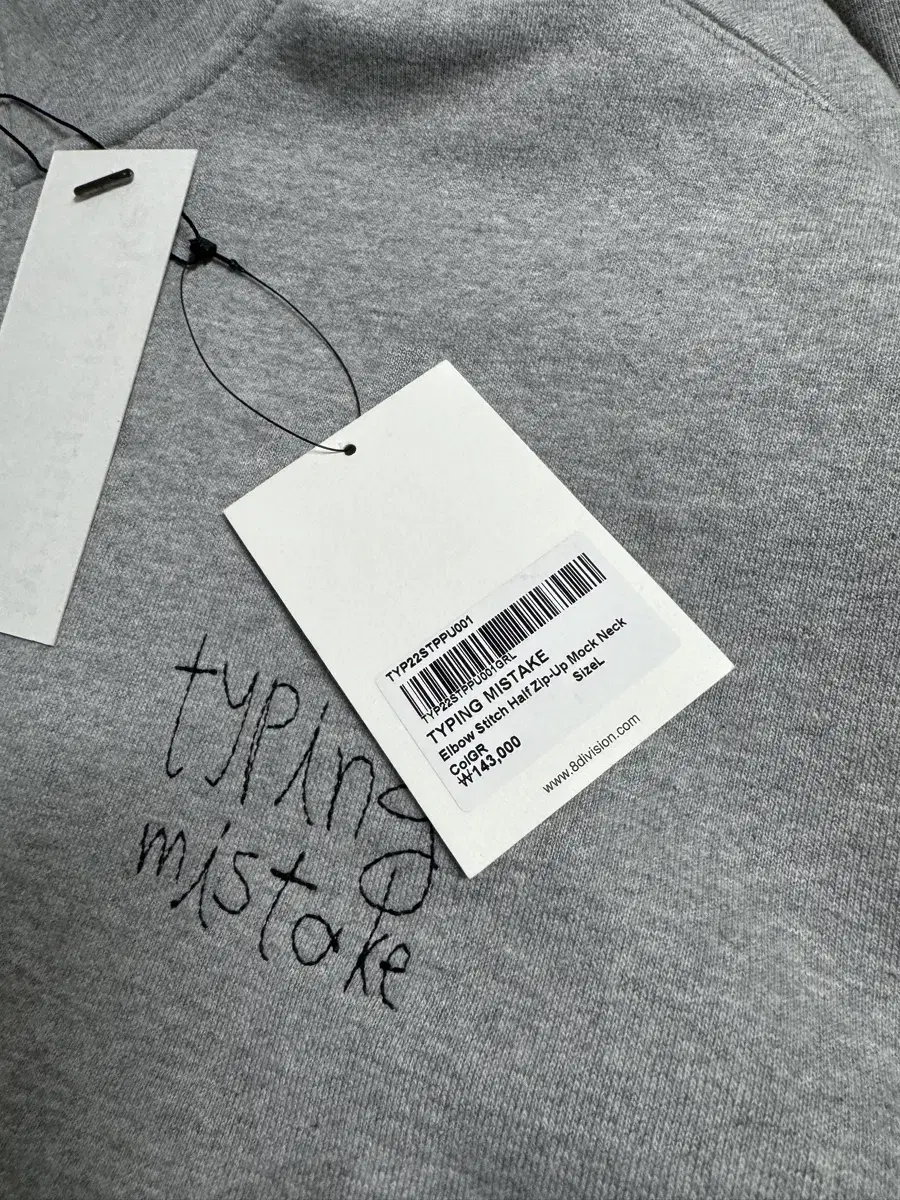 TYP22STPPU001
TYP22STPPU001GRL
TYPING MISTAKE
Elbow Stitch Half Zip-Up Mock Neck
ColGR SizeL
₩143,000
www.8division.com
typing
mistake